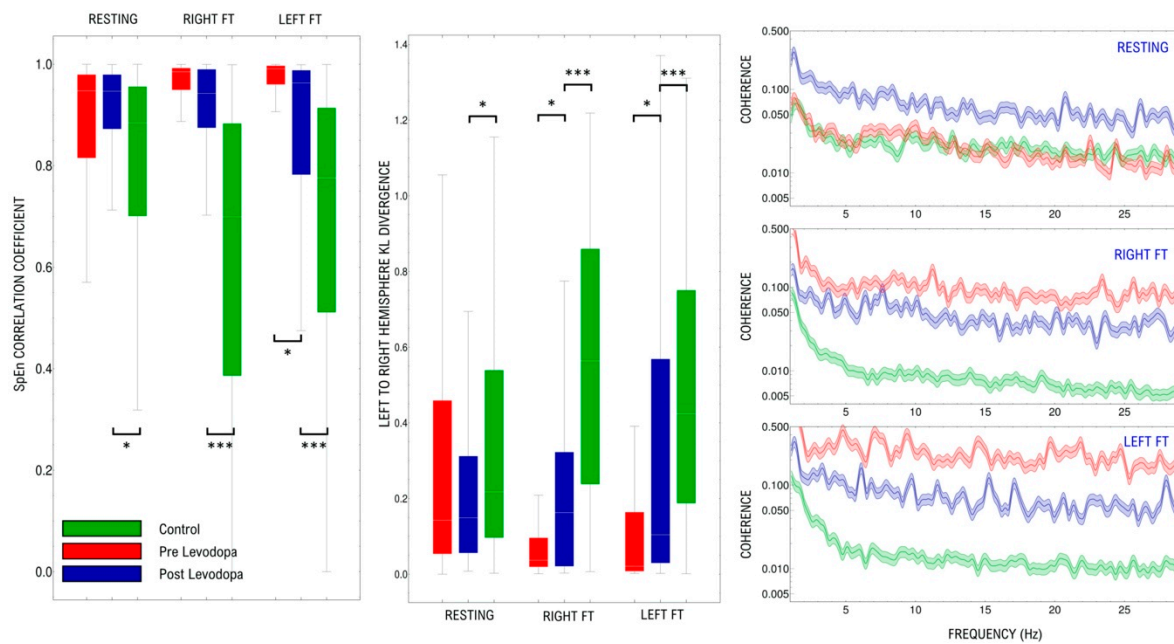 RESTING RIGHT FT LEFT FT
SpEn CORRELATION COEFFICIENT
1.0
0.8
0.6
0.4
0.2
0.0
*
***
*
***
Control
Pre Levodopa
Post Levodopa
LEFT TO RIGHT HEMISPHERE KL DIVERGENCE
1.4
1.2
1.0
0.8
0.6
0.4
0.2
0.0
*
*
***
*
***
RESTING RIGHT FT LEFT FT
RESTING
COHERENCE
0.500
0.100
0.050
0.010
0.005
5 10 15 20 25
RIGHT FT
COHERENCE
0.500
0.100
0.050
0.010
0.005
5 10 15 20 25
LEFT FT
COHERENCE
0.500
0.100
0.050
0.010
0.005
5 10 15 20 25
FREQUENCY (Hz)